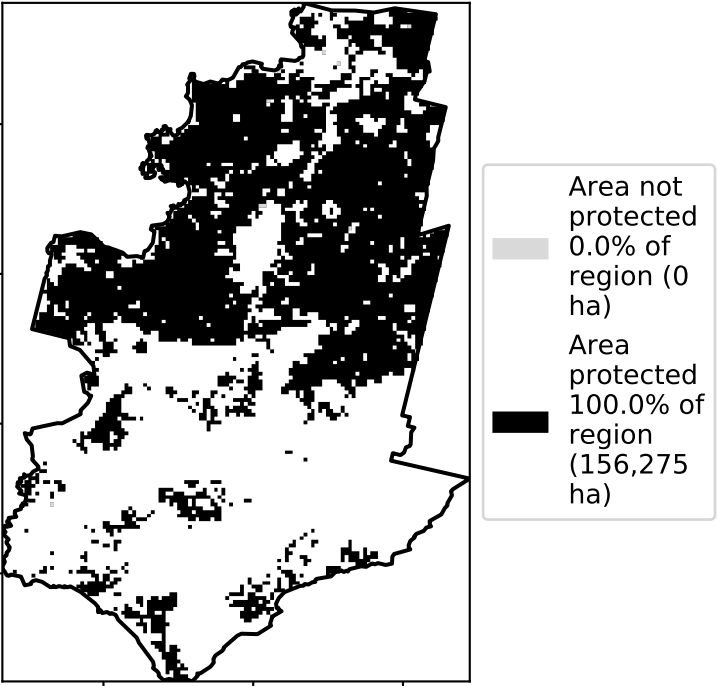 Area not
protected
0.0% of
region (0
ha)
Area
protected
100.0% of
region
(156,275
ha)